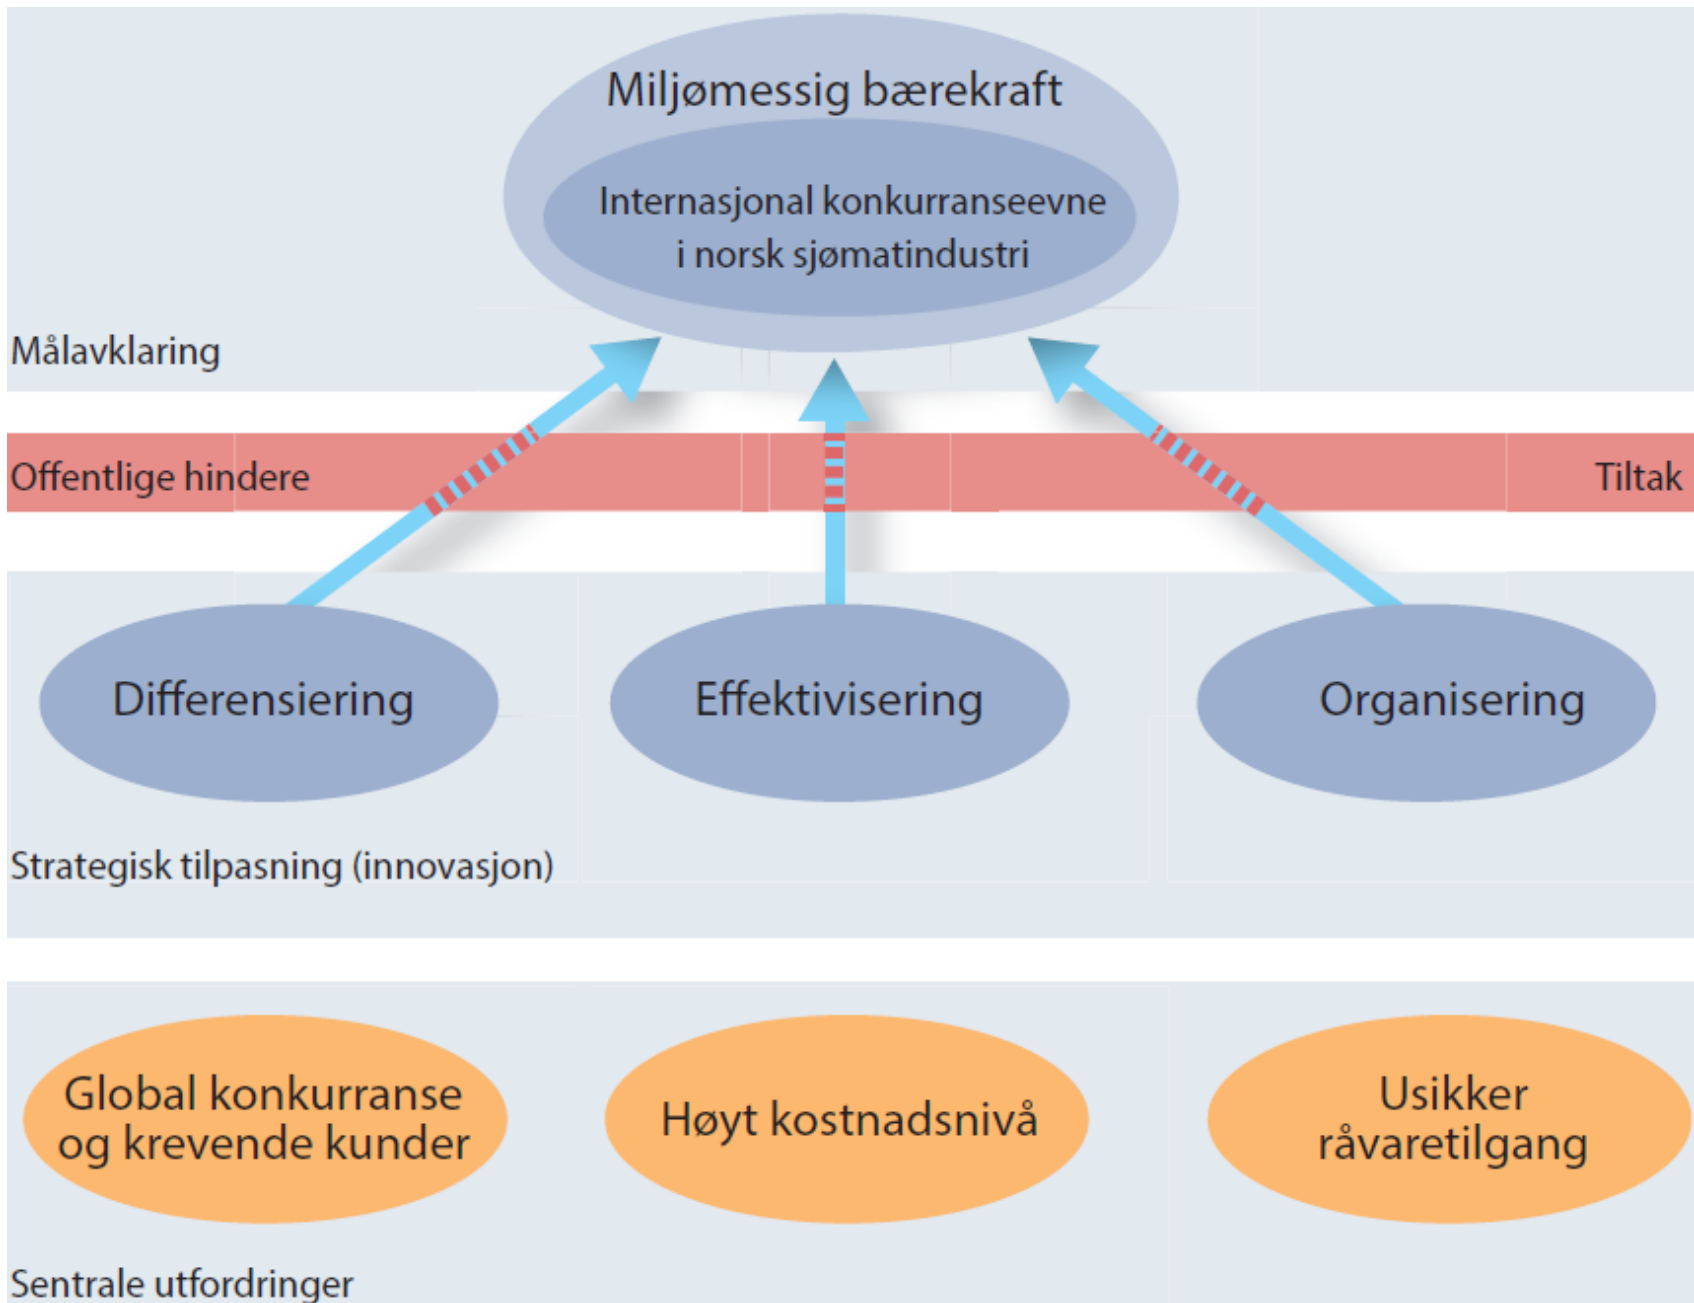 Miljømessig bærekraft
Internasjonal konkurranseevne
i norsk sjømatindustri
Målavklaring
Offentlige hindere
Tiltak
Differensiering
Effektivisering
Organisering
Strategisk tilpasning (innovasjon)
Global konkurranse
og krevende kunder
Høyt kostnadsnivå
Usikker
råvaretilgang
Sentrale utfordringer